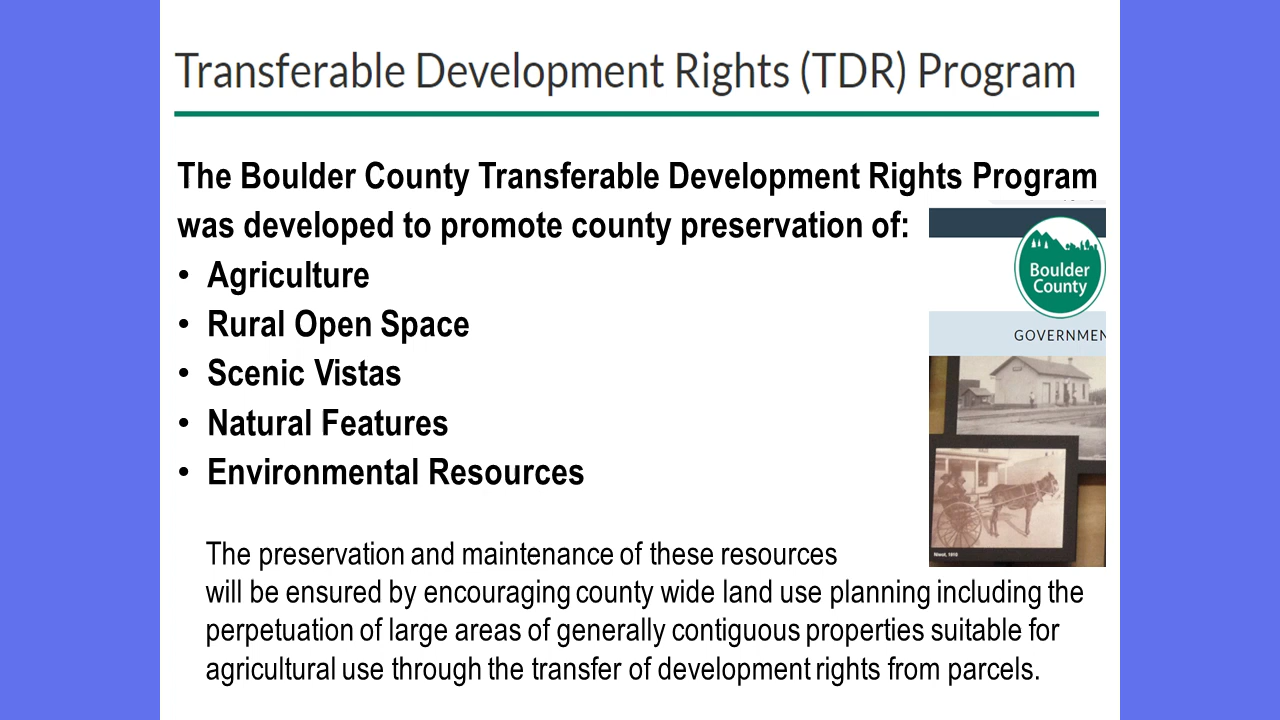 Transferable Development Rights (TDR) Program
The Boulder County Transferable Development Rights Program
was developed to promote county preservation of:
• Agriculture
• Rural Open Space
• Scenic Vistas
• Natural Features
• Environmental Resources
Boulder
County
GOVERNMEN
Niwot, 1910
The preservation and maintenance of these resources
will be ensured by encouraging county wide land use planning including the
perpetuation of large areas of generally contiguous properties suitable for
agricultural use through the transfer of development rights from parcels.